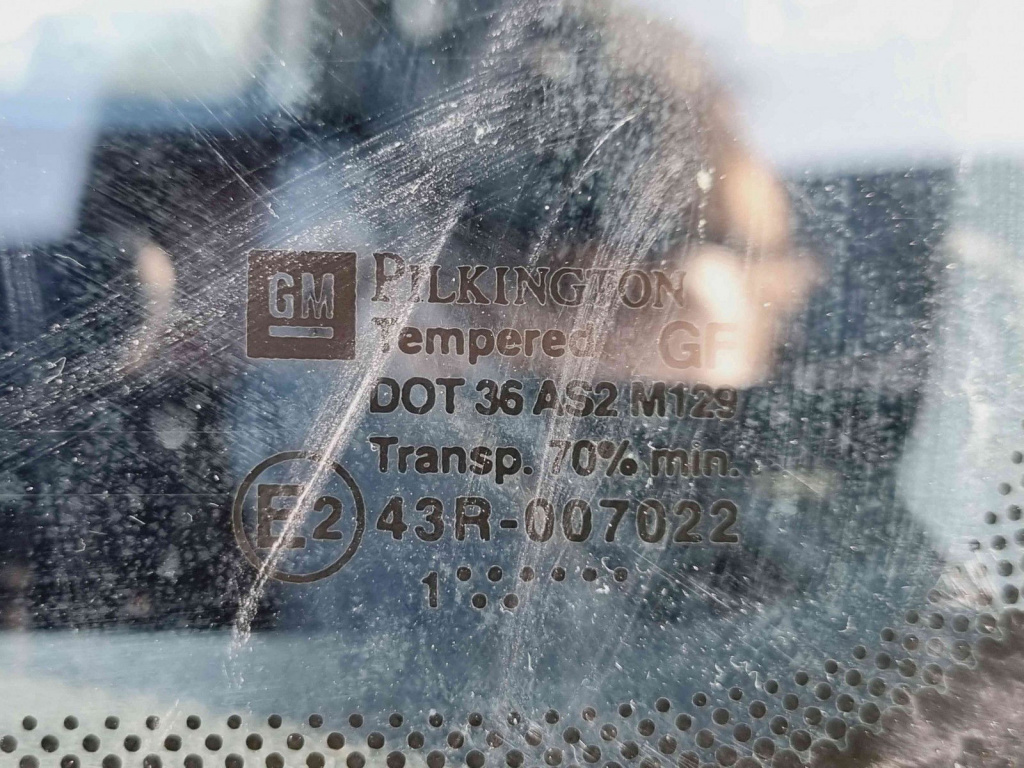 GM PILKINGTON
Tempered GF
DOT 36 AS2 M129
Transp. 70% min.
E2 43R-007022
1